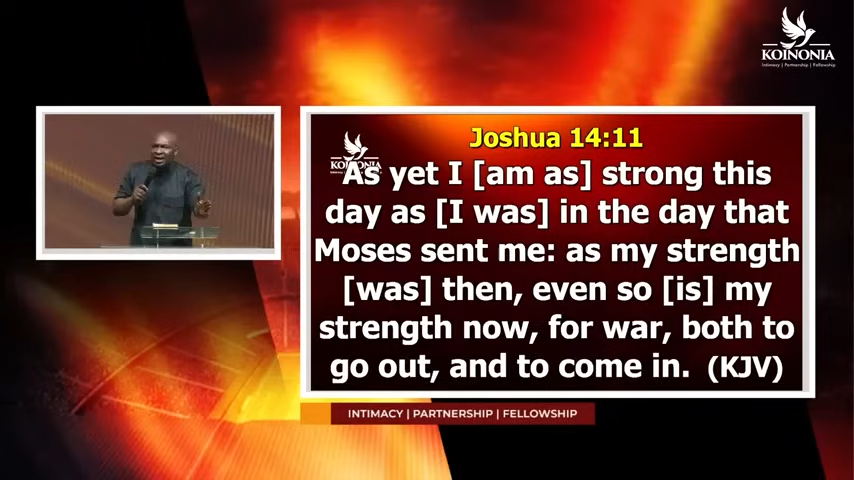 KOINONIA
Intimacy | Partnership | Fellowship
Joshua 14:11
KOINONIA
As yet I [am as] strong this
day as [I was] in the day that
Moses sent me: as my strength
[was] then, even so [is] my
strength now, for war, both to
go out, and to come in. (KJV)
INTIMACY | PARTNERSHIP | FELLOWSHIP